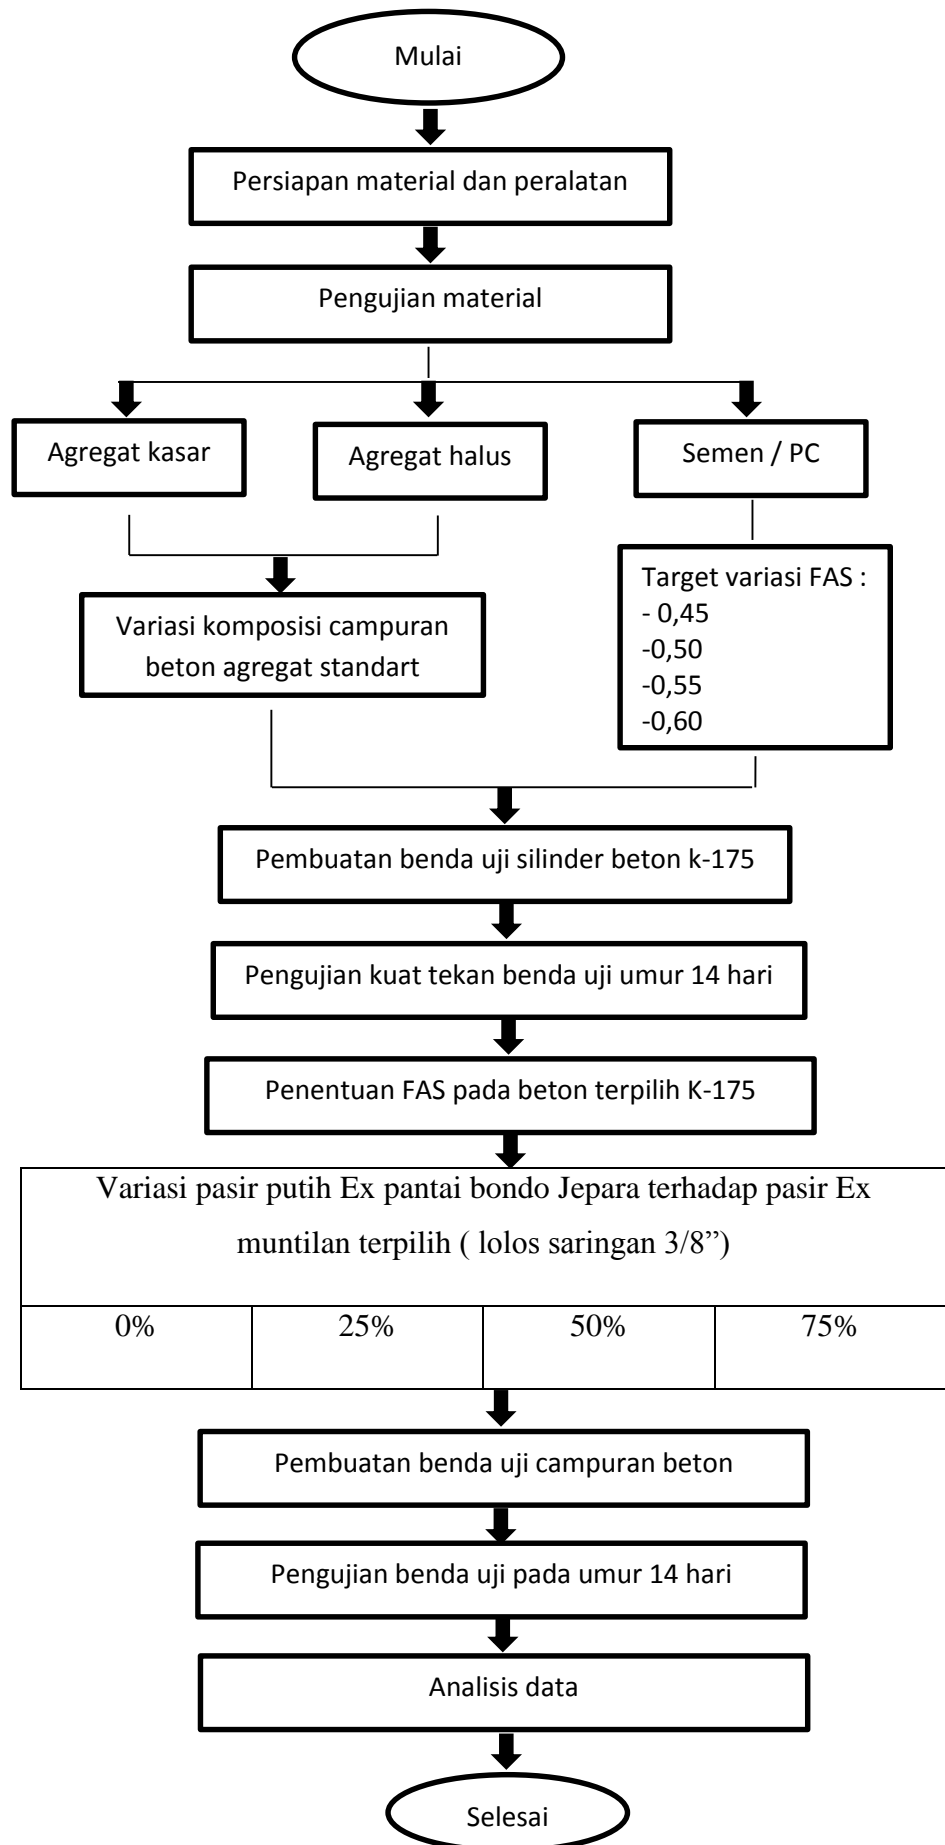 Mulai
Persiapan material dan peralatan
Pengujian material
Agregat kasar
Agregat halus
Semen / PC
Target variasi FAS :
- 0,45
-0,50
-0,55
-0,60
Variasi komposisi campuran
beton agregat standart
Pembuatan benda uji silinder beton k-175
Pengujian kuat tekan benda uji umur 14 hari
Penentuan FAS pada beton terpilih K-175
Variasi pasir putih Ex pantai bondo Jepara terhadap pasir Ex
muntilan terpilih ( lolos saringan 3/8”)
0%
25%
50%
75%
Pembuatan benda uji campuran beton
Pengujian benda uji pada umur 14 hari
Analisis data
Selesai